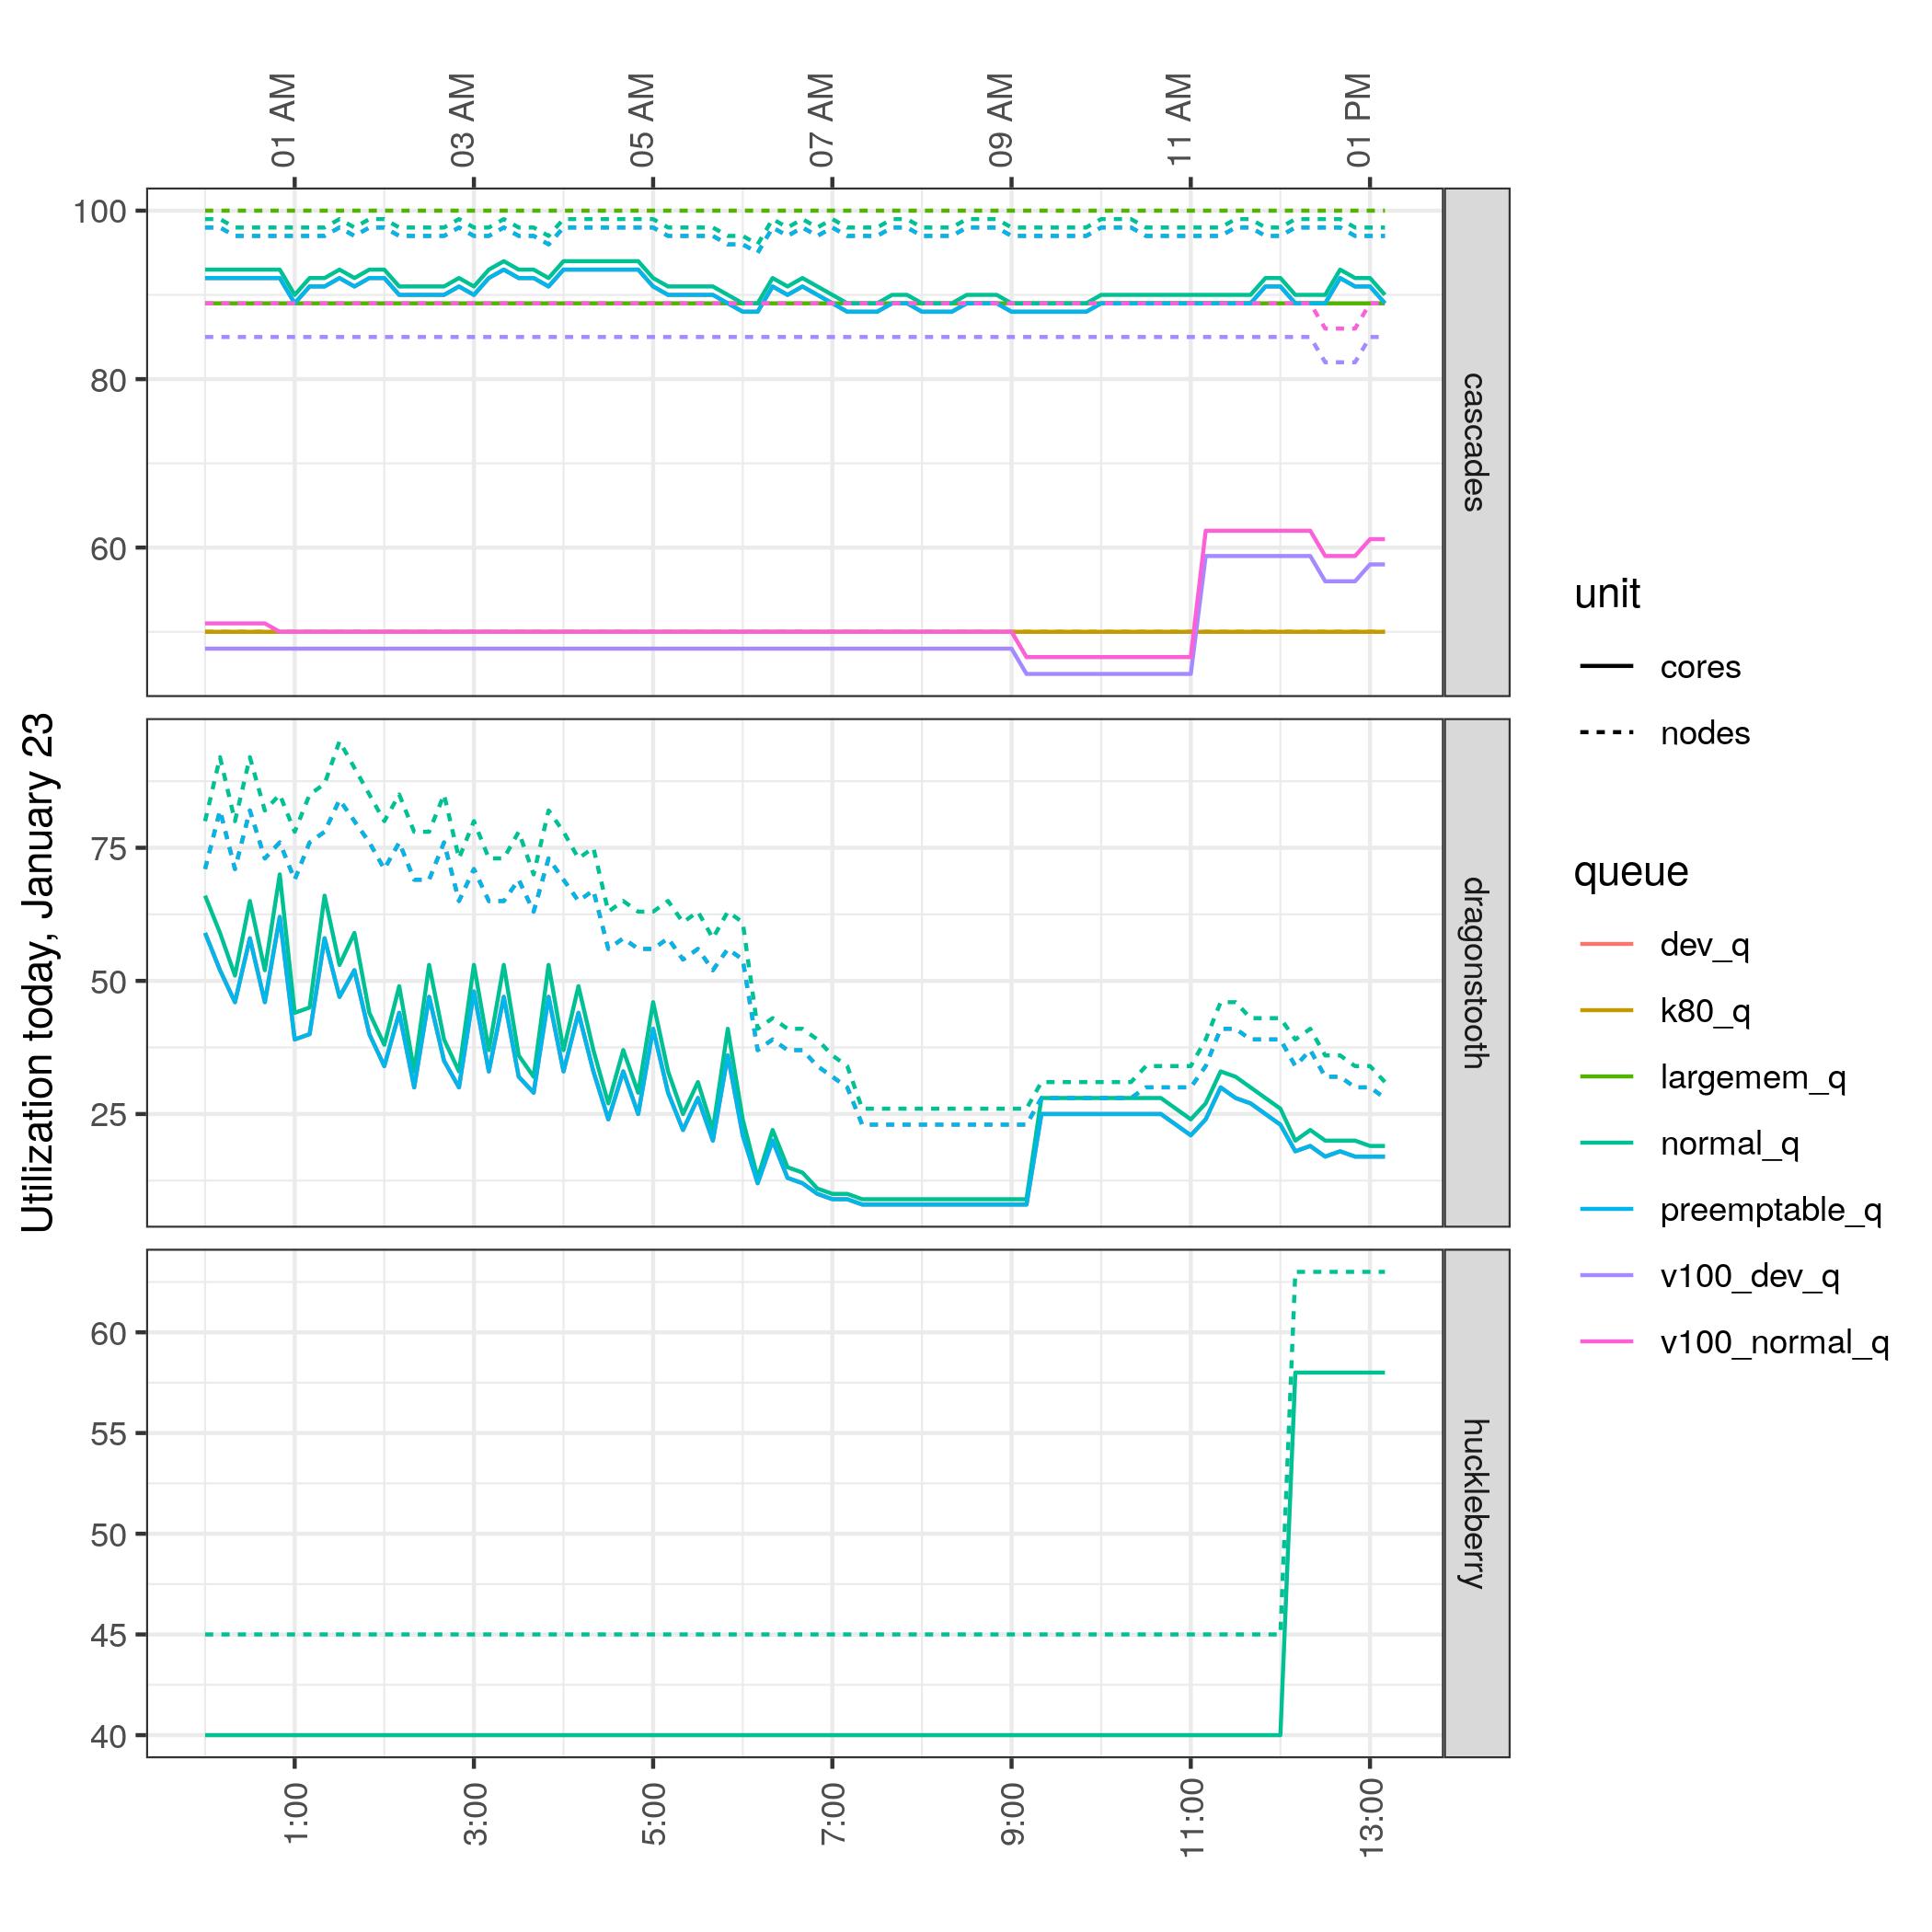 01 AM
03 AM
05 AM
07 AM
09 AM
11 AM
01 PM
Utilization today, January 23
100
80
60
cascades
75
50
25
dragonstooth
60
55
50
45
40
huckleberry
1:00
3:00
5:00
7:00
9:00
11:00
13:00
unit
cores
nodes
queue
dev_q
k80_q
largemem_q
normal_q
preemptable_q
v100_dev_q
v100_normal_q